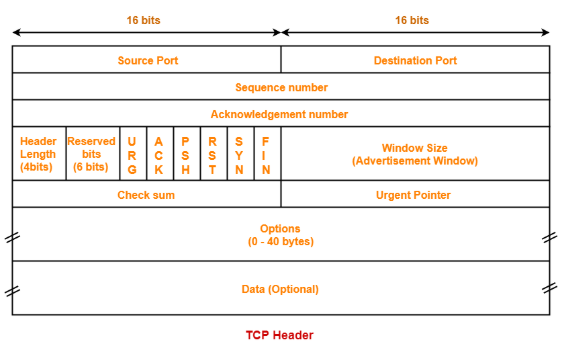 16 bits 16 bits
Source Port Destination Port
Sequence number
Acknowledgement number
Header Length (4bits)
Reserved bits (6 bits)
URG
ACK
PSH
RST
SYN
FIN
Window Size
(Advertisement Window)
Check sum Urgent Pointer
Options
(0 - 40 bytes)
Data (Optional)
TCP Header